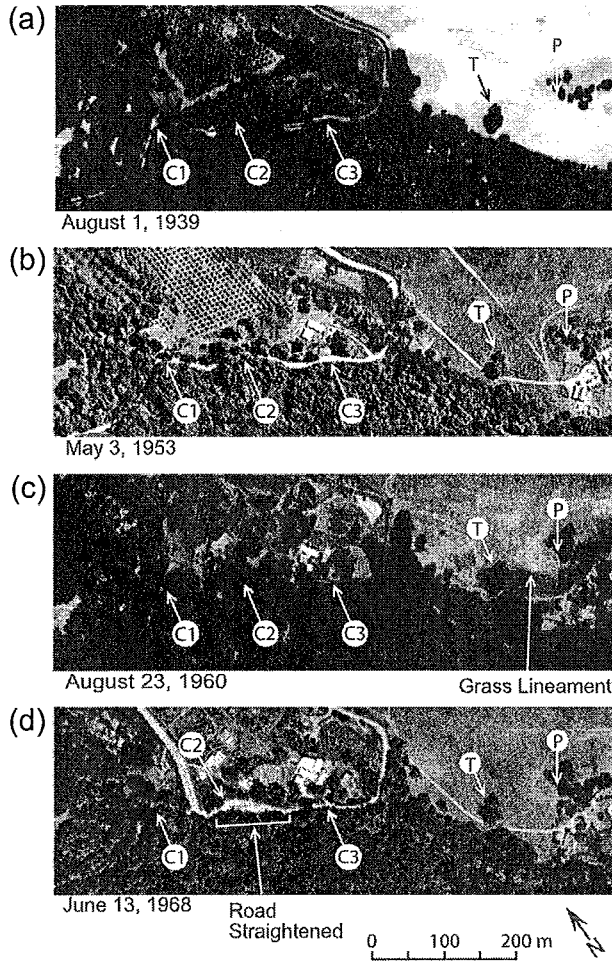 (a)
T
P
C1
C2
C3
August 1, 1939
(b)
T
P
C1
C2
C3
May 3, 1953
(c)
T
P
C1
C2
C3
August 23, 1960
Grass Lineament
(d)
C2
T
P
C1
C3
June 13, 1968
Road
Straightened
0 100 200 m
N